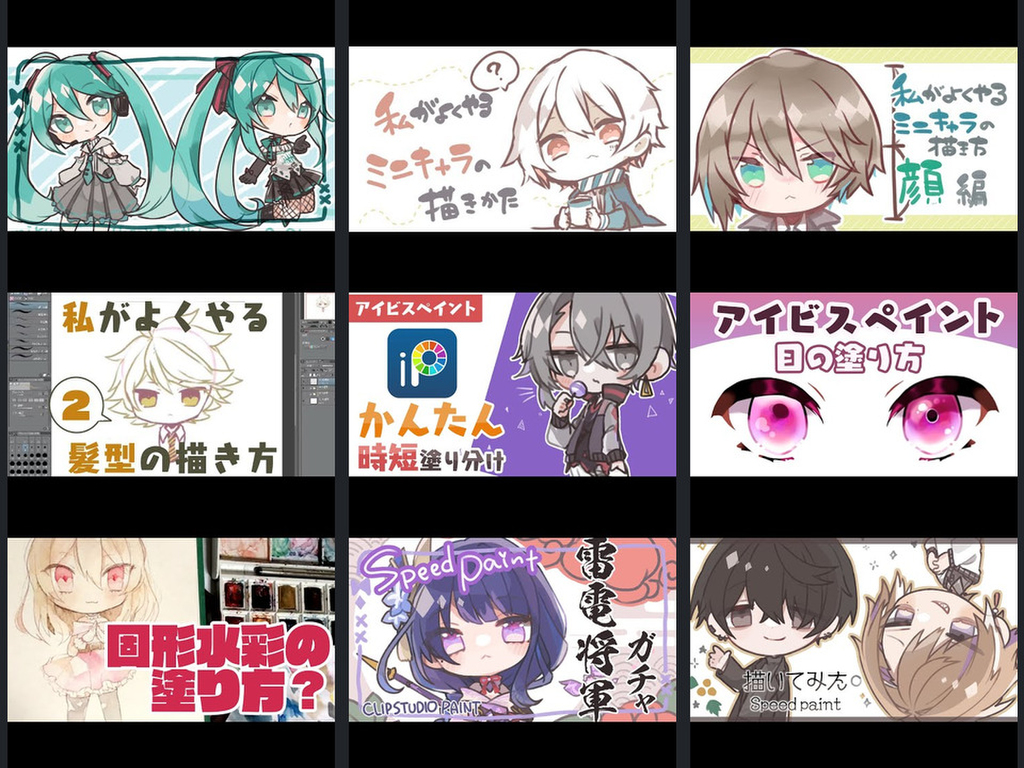 ?
私がよくやる
ミニキャラの
描きかた
私がよくやる
ミニキャラの
描き方
顔編
私がよくやる
2
髪型の描き方
アイビスペイント
iP
かんたん
時短塗り分け
アイビスペイント
目の塗り方
固形水彩の
塗り方?
Speed paint
雷電将軍
ガチャ
CLIPSTUDIO PAINT
描いてみた。
Speed paint